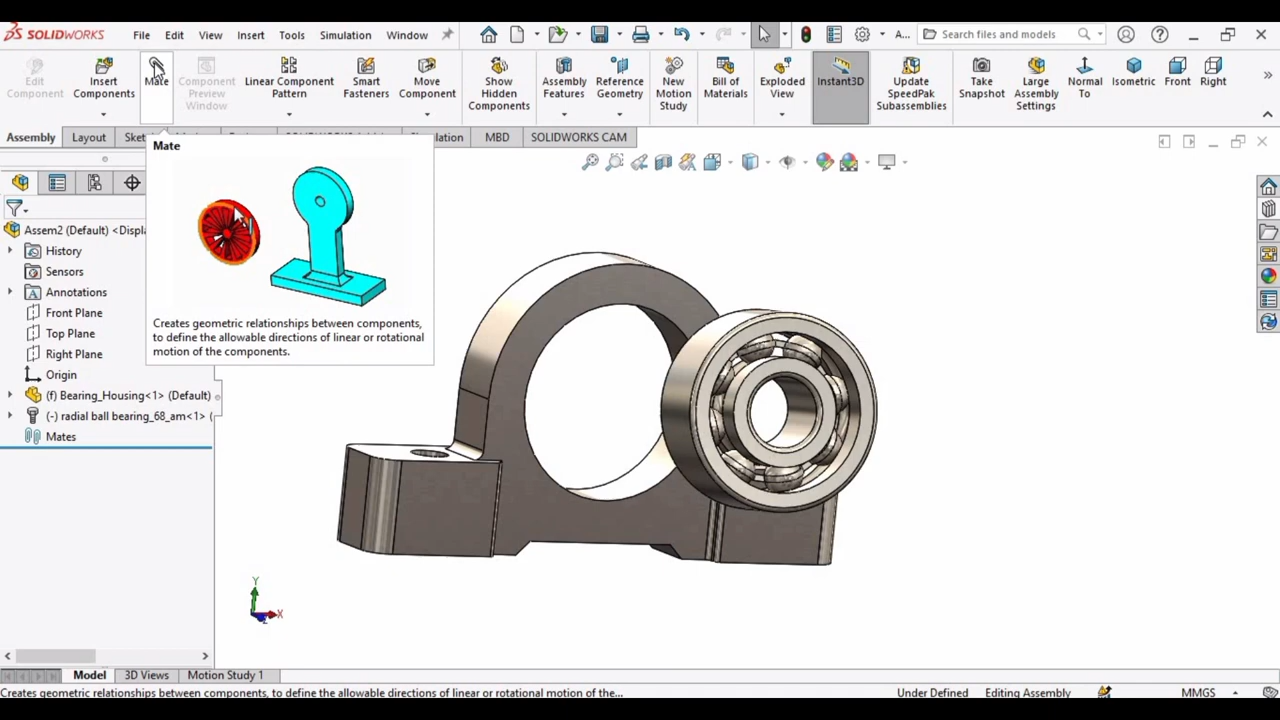 SOLIDWORKS File Edit View Insert Tools Simulation Window A... Search files and models
Edit Component
Insert Components
Mate
Component Preview Window
Linear Component Pattern
Smart Fasteners
Move Component
Show Hidden Components
Assembly Features
Reference Geometry
New Motion Study
Bill of Materials
Exploded View
Instant3D
Update SpeedPak Subassemblies
Take Snapshot
Large Assembly Settings
Normal To
Isometric
Front
Right
Assembly Layout MBD SOLIDWORKS CAM
Mate
Creates geometric relationships between components,
to define the allowable directions of linear or rotational
motion of the components.
Assem2 (Default) <Displa
History
Sensors
Annotations
Front Plane
Top Plane
Right Plane
Origin
(f) Bearing_Housing<1> (Default)
(-) radial ball bearing_68_am<1> (
Mates
Y
X
Z
Model 3D Views Motion Study 1
Creates geometric relationships between components, to define the allowable directions of linear or rotational motion of the... Under Defined Editing Assembly MMGS